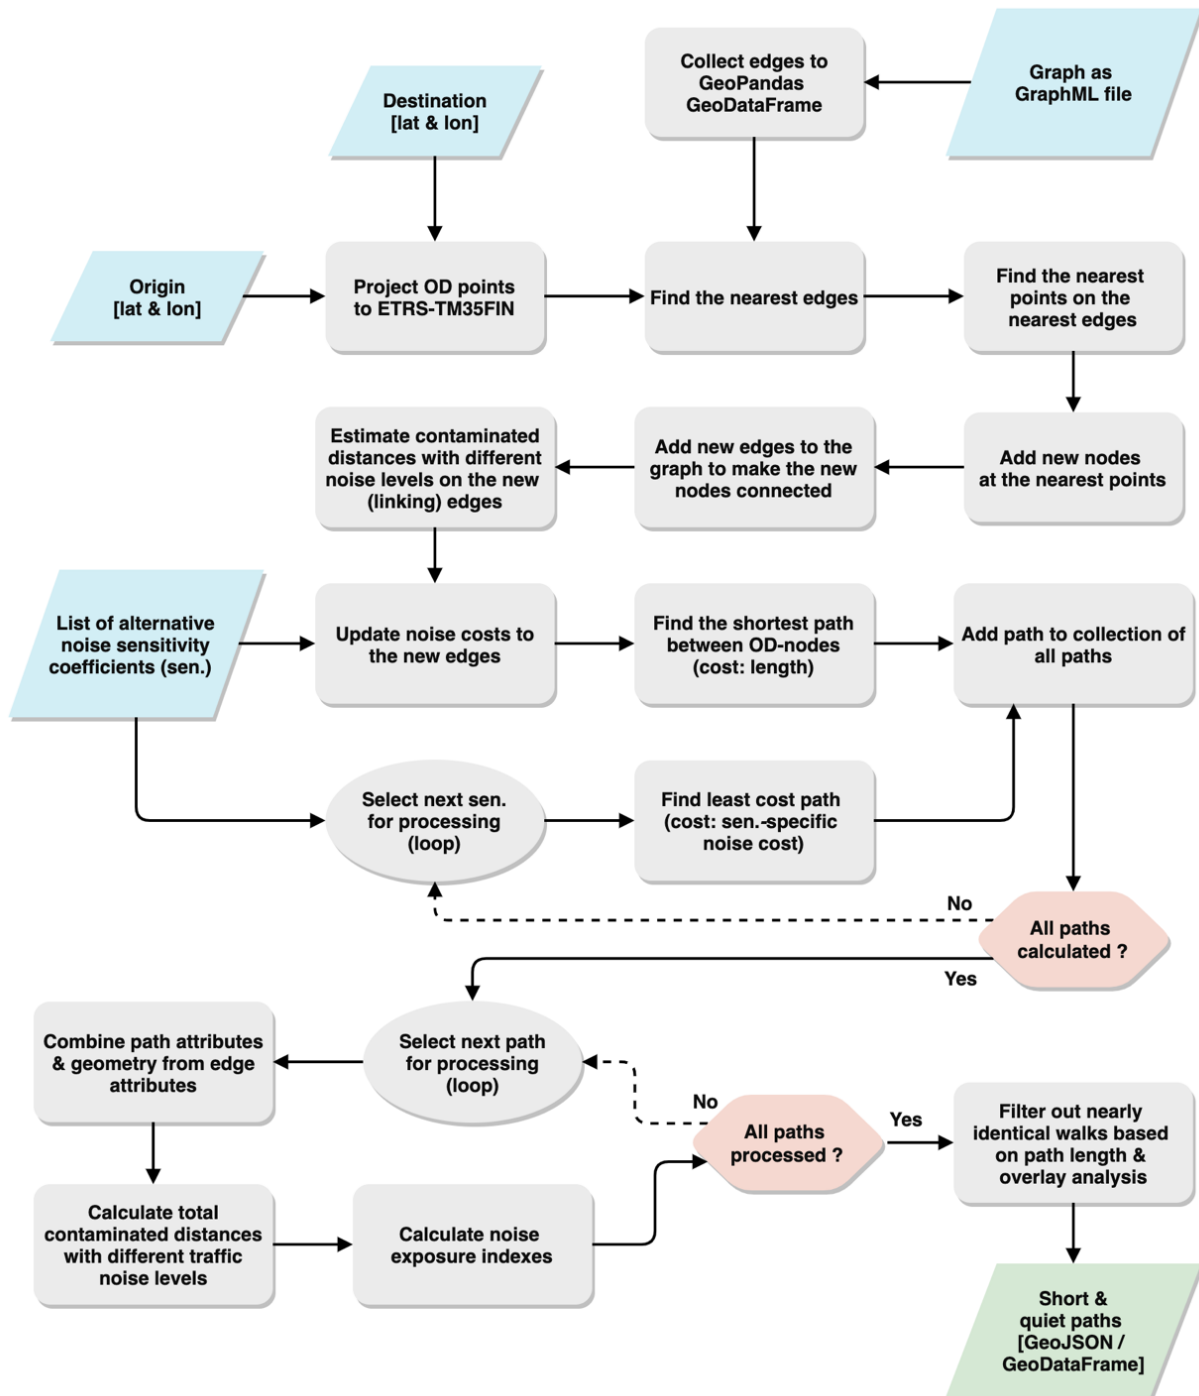 Collect edges to
GeoPandas
GeoDataFrame
Graph as
GraphML file
Destination
[lat & lon]
Origin
[lat & lon]
Project OD points
to ETRS-TM35FIN
Find the nearest edges
Find the nearest
points on the
nearest edges
Estimate contaminated
distances with different
noise levels on the new
(linking) edges
Add new edges to the
graph to make the new
nodes connected
Add new nodes
at the nearest points
List of alternative
noise sensitivity
coefficients (sen.)
Update noise costs to
the new edges
Find the shortest path
between OD-nodes
(cost: length)
Add path to collection of
all paths
Select next sen.
for processing
(loop)
Find least cost path
(cost: sen.-specific
noise cost)
No
All paths
calculated ?
Yes
Combine path attributes
& geometry from edge
attributes
Select next path
for processing
(loop)
No
All paths
processed ?
Yes
Filter out nearly
identical walks based
on path length &
overlay analysis
Calculate total
contaminated distances
with different traffic
noise levels
Calculate noise
exposure indexes
Short &
quiet paths
[GeoJSON /
GeoDataFrame]